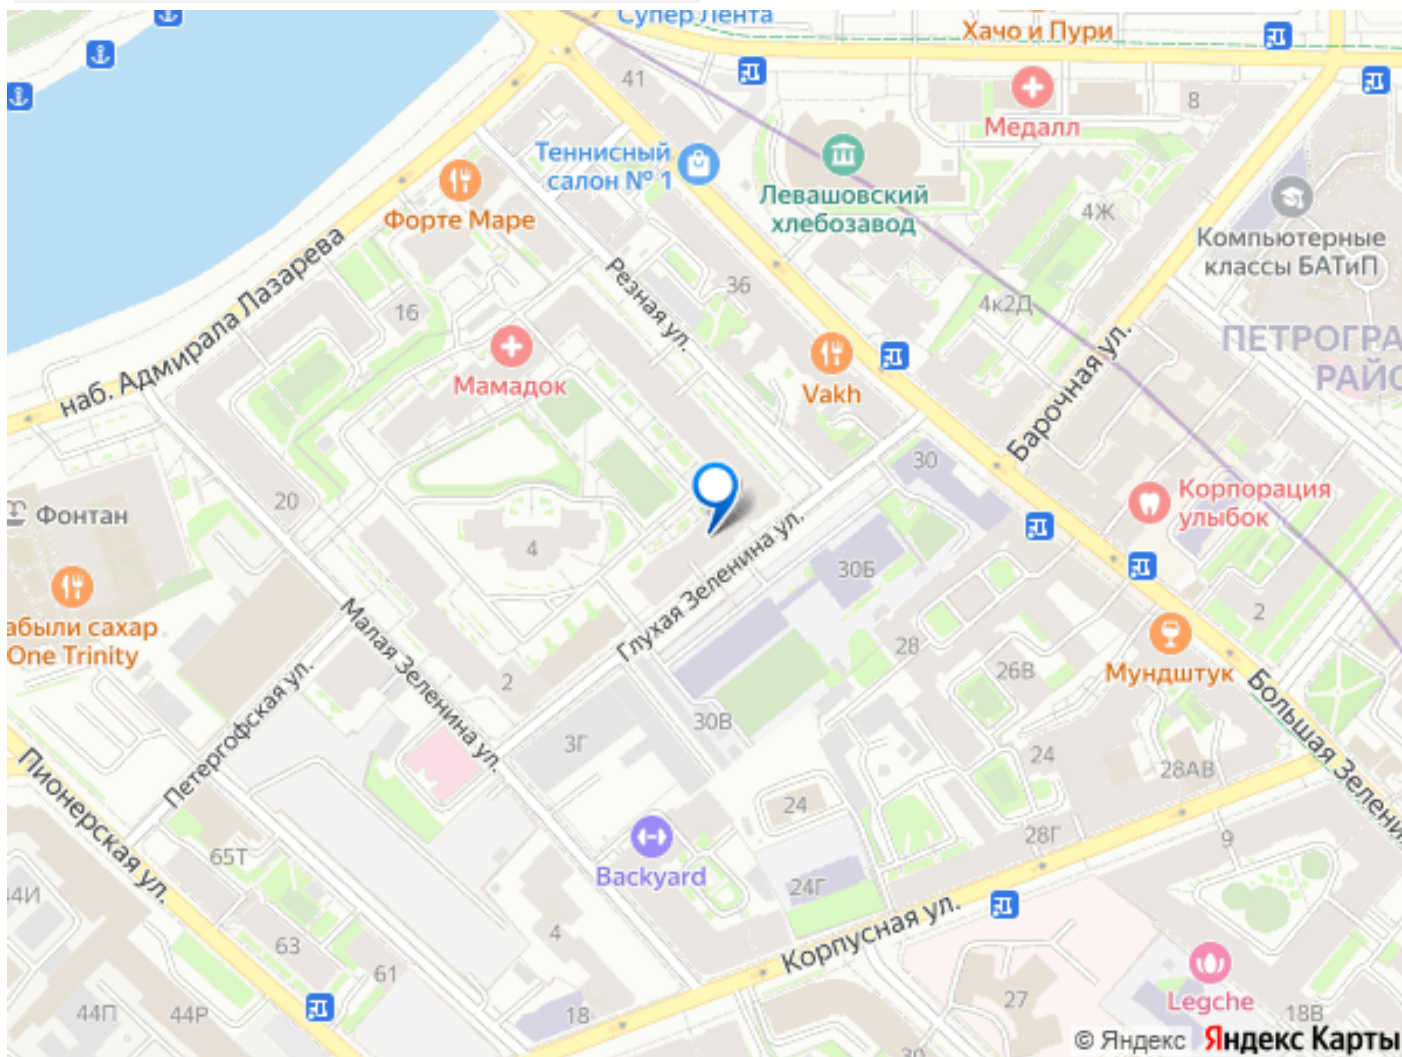 Супер Лента
Хачо и Пури
41
Медалл
8
Теннисный
салон № 1
Левашовский
хлебозавод
Форте Маре
4Ж
Компьютерные
классы БАТиП
наб. Адмирала Лазарева
Резная ул.
36
16
4к2Д
Мамадок
Vakh
Барочная ул.
ПЕТРОГРА
РАЙО
30
20
Фонтан
Корпорация
улыбок
4
Глухая Зеленина ул.
30Б
абыли сахар
One Trinity
Малая Зеленина ул.
28
2
Мундштук
26В
2
Петергофская ул.
30В
3Г
24
28АВ
Большая Зелени
Пионерская ул.
24
28Г
9
65Т
Backyard
24Г
44И
Корпусная ул.
4
63
61
Legche
27
44П
44Р
18
18В
30
© Яндекс Яндекс Карты